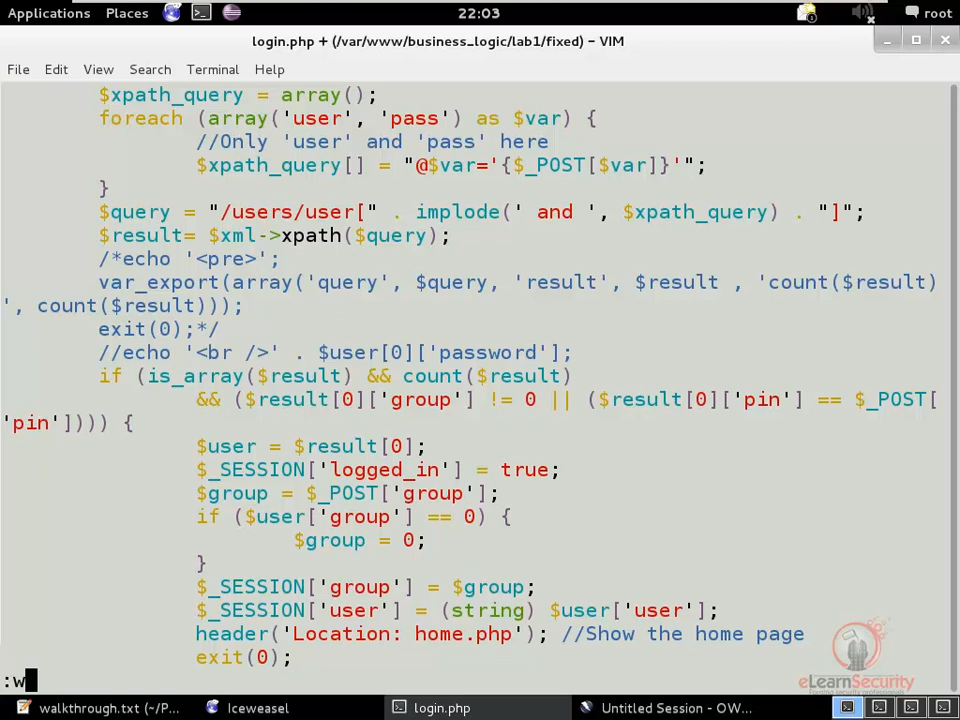 Applications Places 22:03 root
login.php + (/var/www/business_logic/lab1/fixed) – VIM
File Edit View Search Terminal Help
$xpath_query = array();
foreach (array('user', 'pass') as $var) {
//Only 'user' and 'pass' here
$xpath_query[] = "@$var='{$_POST[$var]}'";
}
$query = "/users/user[" . implode(' and ', $xpath_query) . "]";
$result= $xml->xpath($query);
/*echo '<pre>';
var_export(array('query', $query, 'result', $result , 'count($result)
', count($result)));
exit(0);*/
//echo '<br />' . $user[0]['password'];
if (is_array($result) && count($result)
&& ($result[0]['group'] != 0 || ($result[0]['pin'] == $_POST[
'pin']))) {
$user = $result[0];
$_SESSION['logged_in'] = true;
$group = $_POST['group'];
if ($user['group'] == 0) {
$group = 0;
}
$_SESSION['group'] = $group;
$_SESSION['user'] = (string) $user['user'];
header('Location: home.php'); //Show the home page
exit(0);
:w
eLearnSecurity
walkthrough.txt (~/P... Iceweasel login.php Untitled Session - OW...